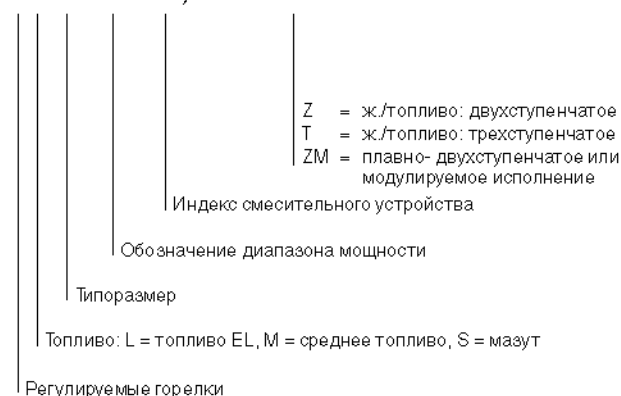 Z = ж./топливо: двухступенчатое
T = ж./топливо: трехступенчатое
ZM = плавно- двухступенчатое или
модулируемое исполнение
Индекс смесительного устройства
Обозначение диапазона мощности
Типоразмер
Топливо: L = топливо EL, M = среднее топливо, S = мазут
Регулируемые горелки